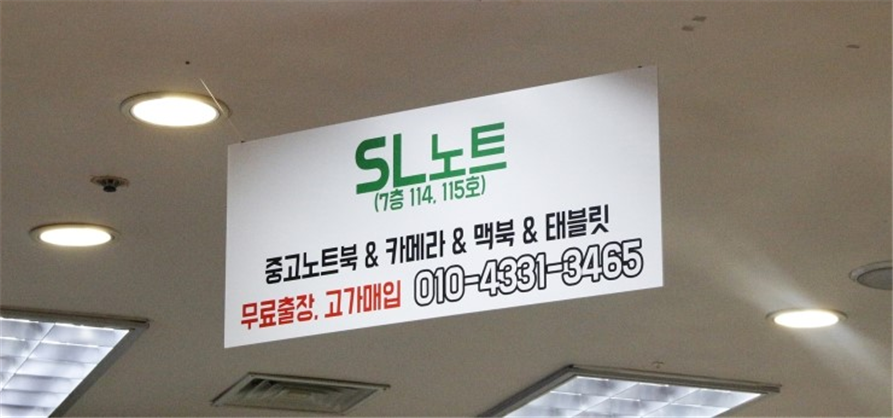 SL노트
(7층 114, 115호)
중고노트북 & 카메라 & 맥북 & 태블릿
무료출장, 고가매입 010-4331-3465